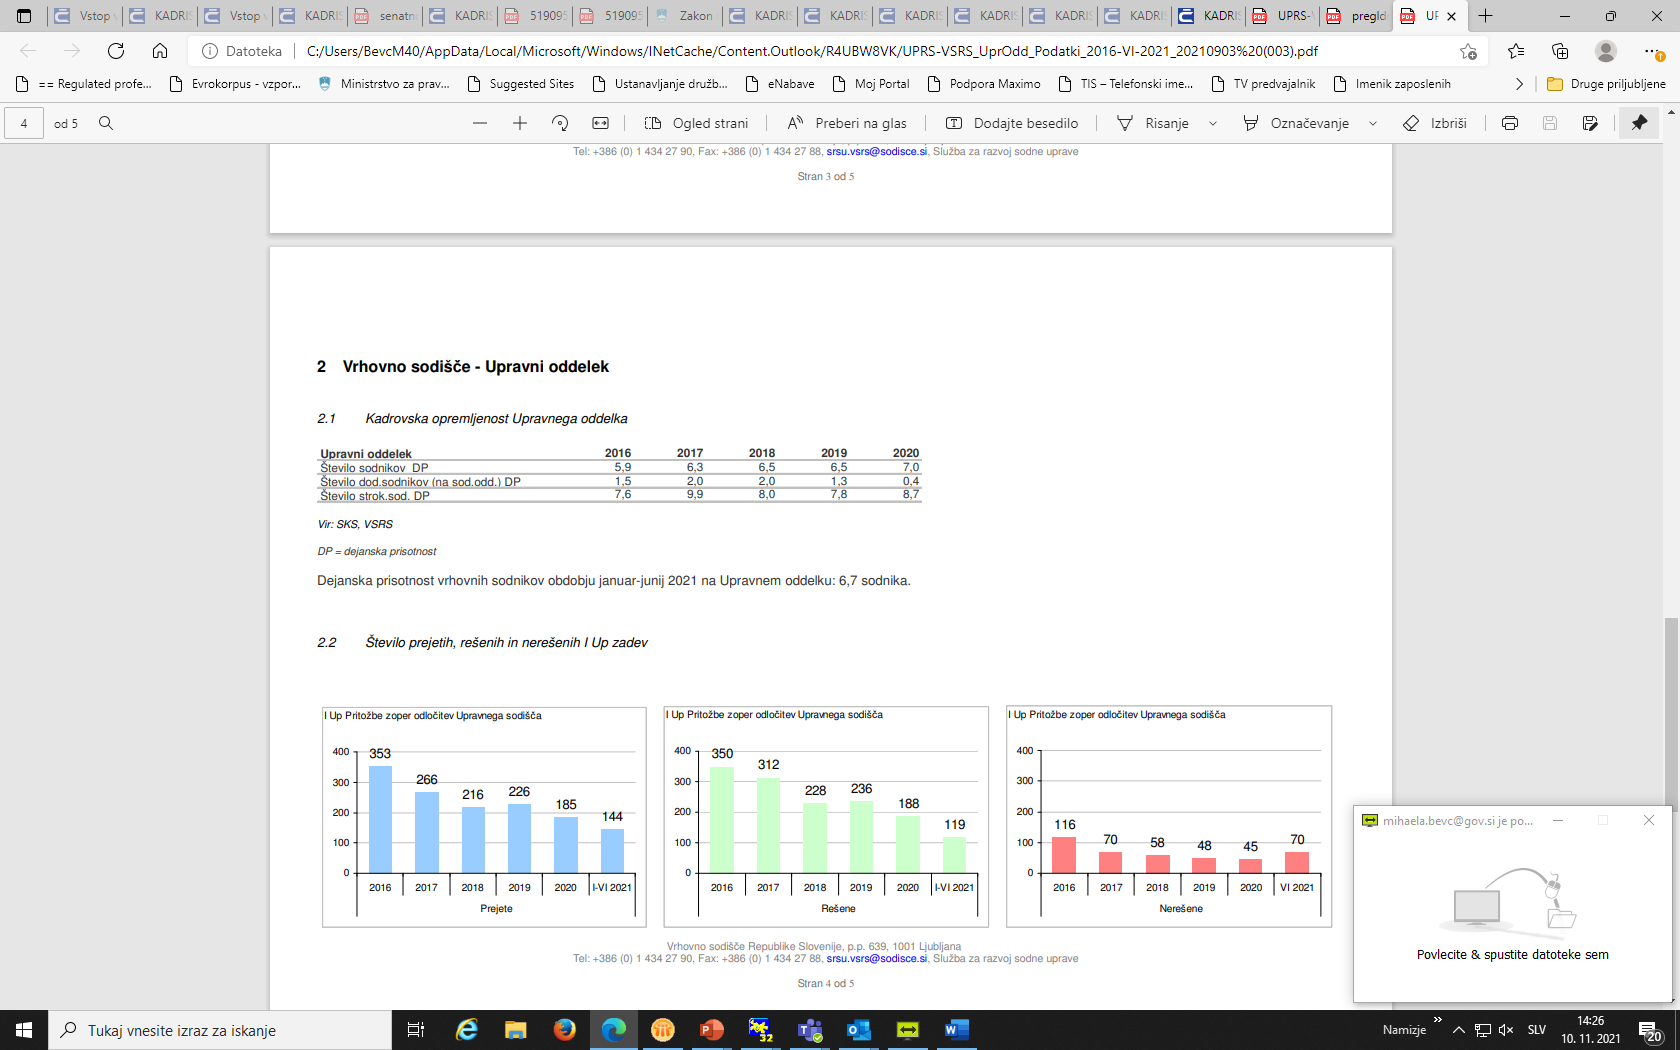 Vstop v
KADRIS
Vstop v
KADRIS
senatn
KADRIS
519095
519095
Zakon
KADRIS
KADRIS
KADRIS
KADRIS
KADRIS
KADRIS
KADRIS
UPRS-V
UP
Datoteka
C:/Users/BevcM40/AppData/Local/Microsoft/Windows/INetCache/Content.Outlook/R4UBW8VK/UPRS-VSRS_UprOdd_Podatki_2016-VI-2021_20210903%20(003).pdf
== Regulated profe...
Evrokorpus - vzpor...
Ministrstvo za prav...
Suggested Sites
Ustanavljanje družb...
eNabave
Moj Portal
Podpora Maximo
TIS – Telefonski ime...
TV predvajalnik
Imenik zaposlenih
Druge priljubljene
4 od 5
Ogled strani
Preberi na glas
Dodajte besedilo
Risanje
Označevanje
Izbriši
Tel: +386 (0) 1 434 27 90, Fax: +386 (0) 1 434 27 88, srsu.vsrs@sodisce.si, Služba za razvoj sodne uprave
Stran 3 od 5
2 Vrhovno sodišče - Upravni oddelek
2.1 Kadrovska opremljenost Upravnega oddelka
Upravni oddelek 2016 2017 2018 2019 2020
Število sodnikov DP 5,9 6,3 6,5 6,5 7,0
Število dod.sodnikov (na sod.odd.) DP 1,5 2,0 2,0 1,3 0,4
Število strok.sod. DP 7,6 9,9 8,0 7,8 8,7
Vir: SKS, VSRS
DP = dejanska prisotnost
Dejanska prisotnost vrhovnih sodnikov obdobju januar-junij 2021 na Upravnem oddelku: 6,7 sodnika.
2.2 Število prejetih, rešenih in nerešenih I Up zadev
I Up Pritožbe zoper odločitev Upravnega sodišča
400
300
200
100
0
353
266
216
226
185
144
2016 2017 2018 2019 2020 I-VI 2021
Prejete
I Up Pritožbe zoper odločitev Upravnega sodišča
400
300
200
100
0
350
312
228
236
188
119
2016 2017 2018 2019 2020 I-VI 2021
Rešene
I Up Pritožbe zoper odločitev Upravnega sodišča
400
300
200
100
0
116
70
58
48
45
70
2016 2017 2018 2019 2020 VI 2021
Nerešene
Vrhovno sodišče Republike Slovenije, p.p. 639, 1001 Ljubljana
Tel: +386 (0) 1 434 27 90, Fax: +386 (0) 1 434 27 88, srsu.vsrs@sodisce.si, Služba za razvoj sodne uprave
Stran 4 od 5
mihaela.bevc@gov.si je po...
Povlecite & spustite datoteke sem
Tukaj vnesite izraz za iskanje
32
Namizje
SLV
14:26
10. 11. 2021
20